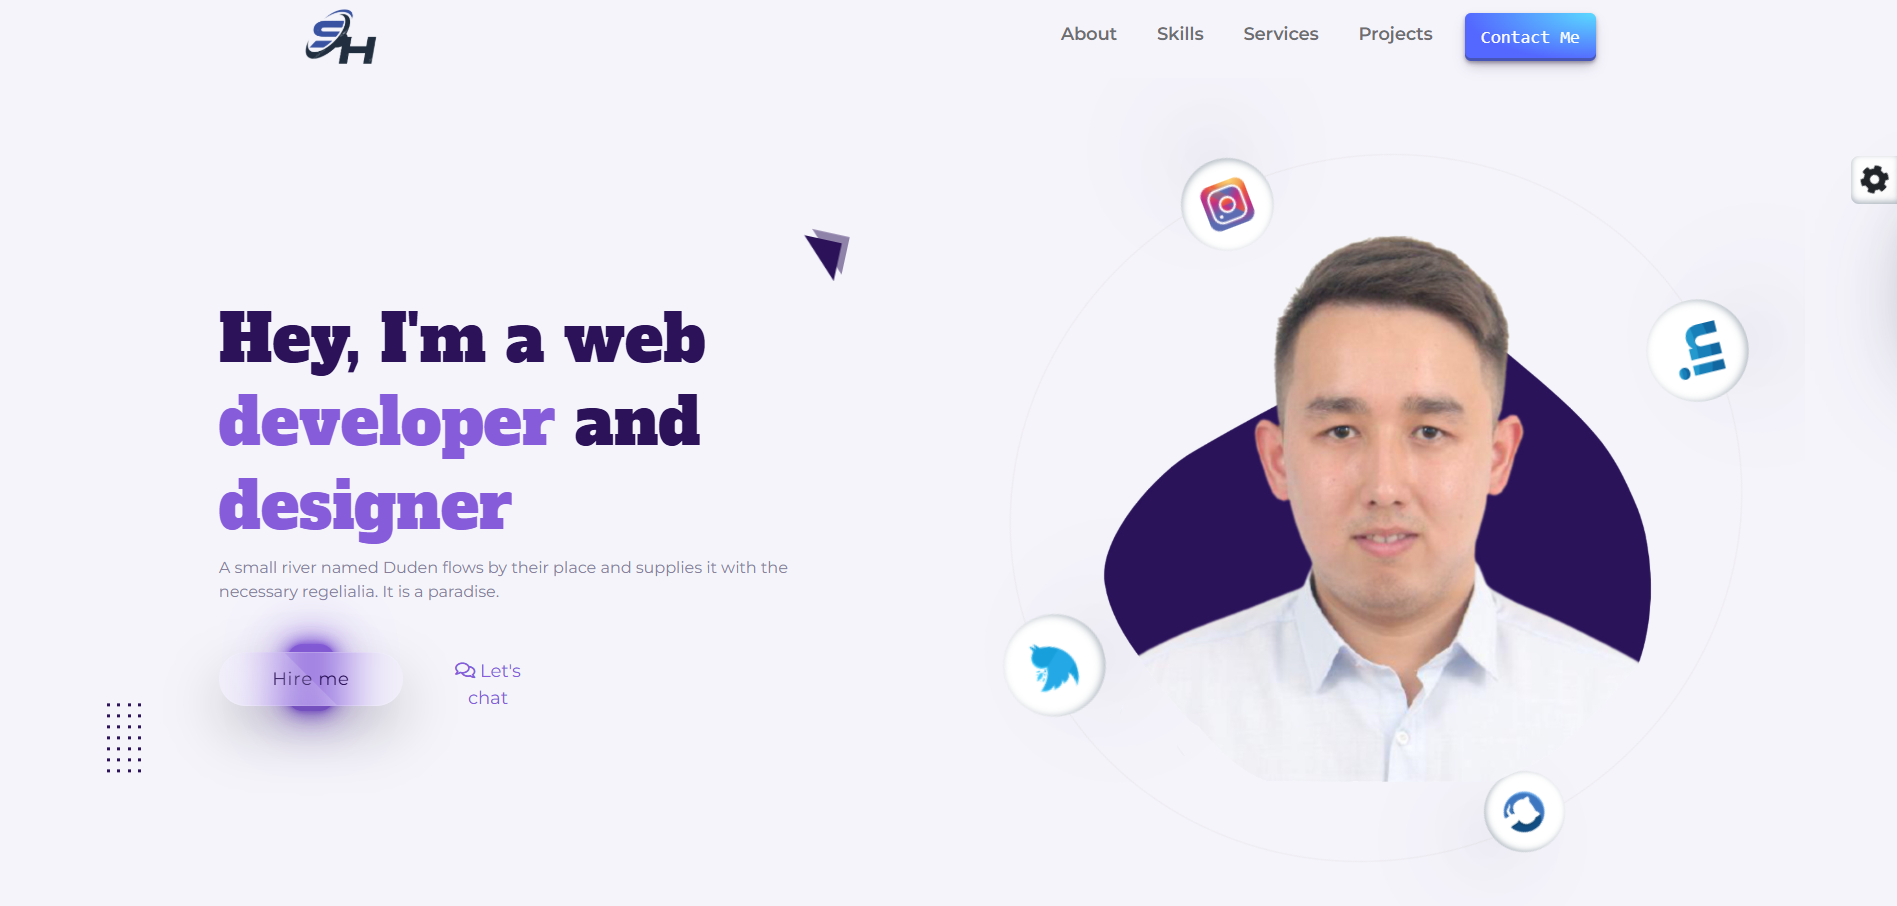 SH
About Skills Services Projects Contact Me
Hey, I'm a web
developer and
designer
A small river named Duden flows by their place and supplies it with the
necessary regelialia. It is a paradise.
Hire me
Let's
chat
in